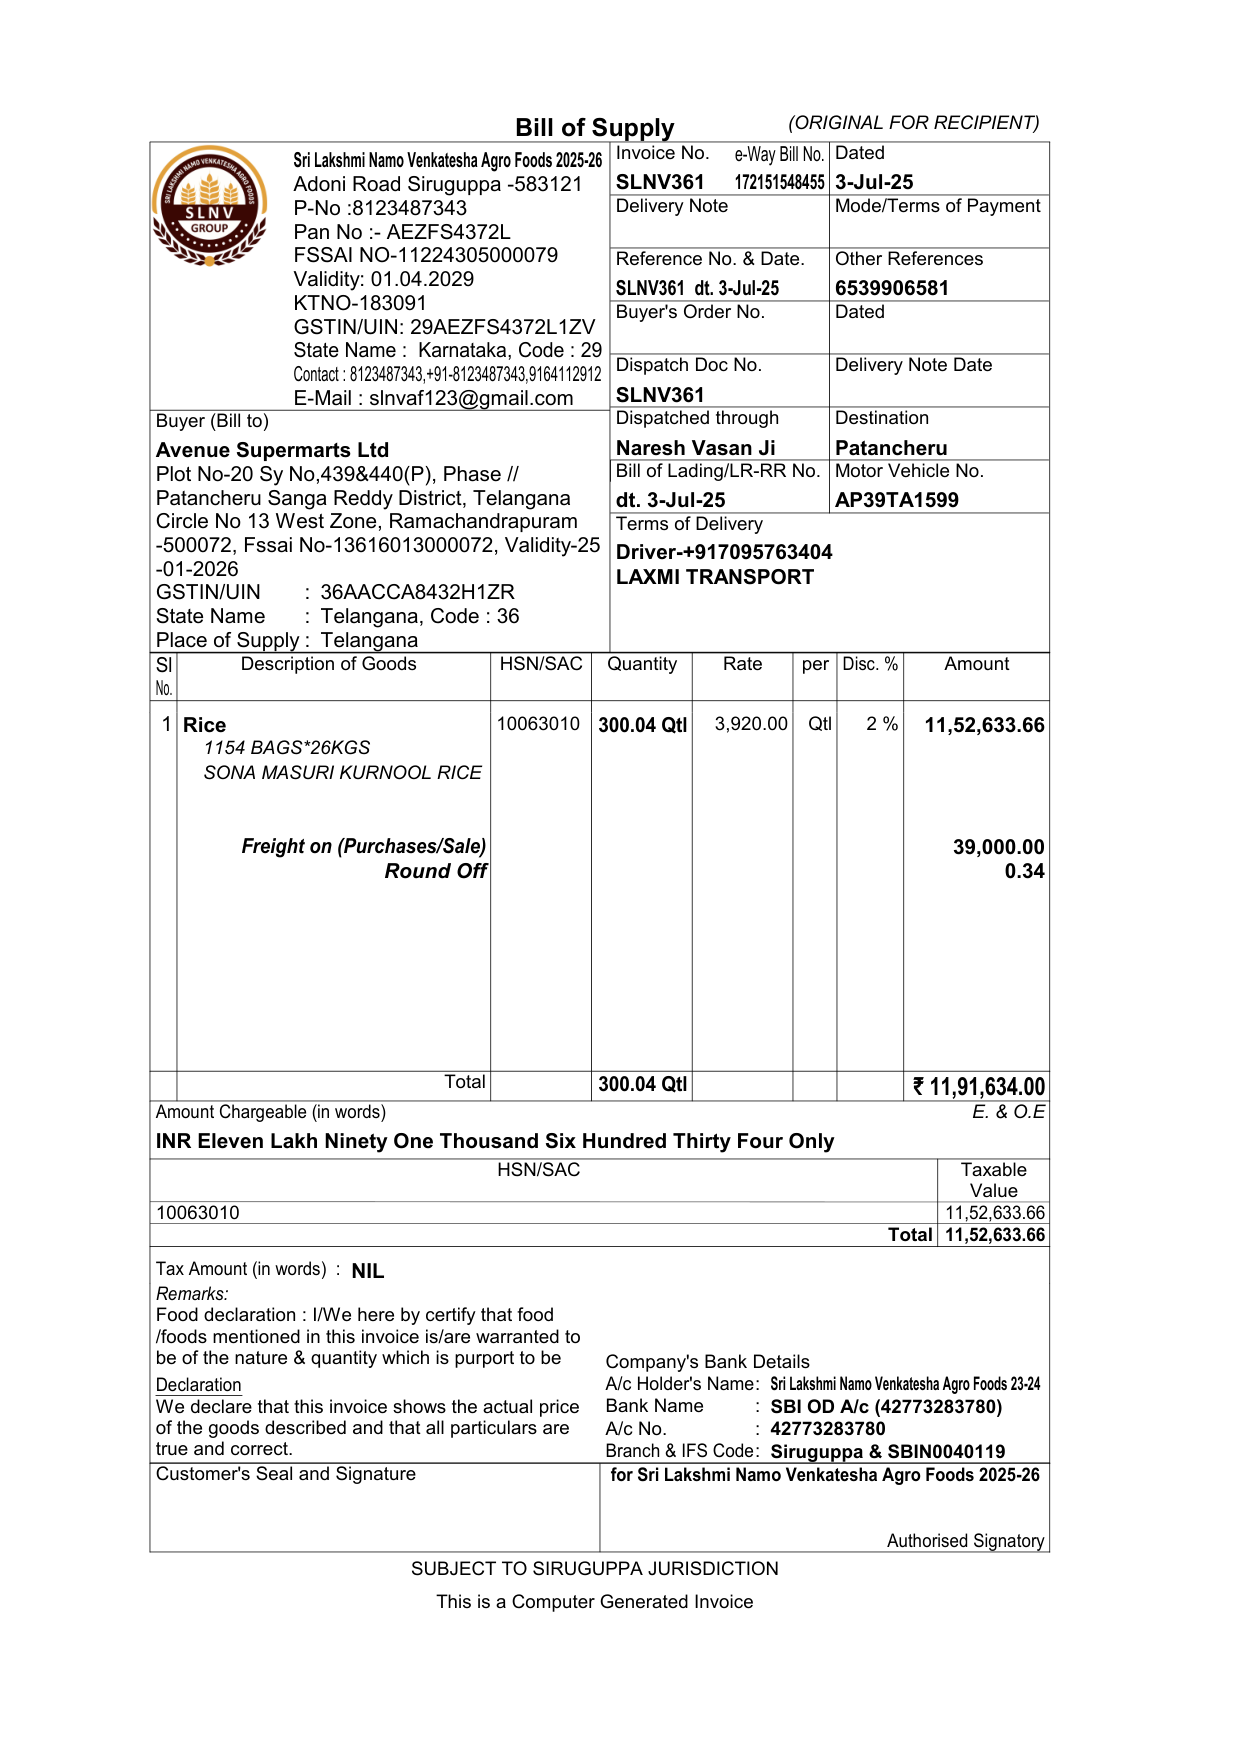 Bill of Supply
(ORIGINAL FOR RECIPIENT)
SRI LAKSHMI NAMO VENKATESHA AGRO FOODS
SLNV
GROUP
Sri Lakshmi Namo Venkatesha Agro Foods 2025-26
Adoni Road Siruguppa -583121
P-No :8123487343
Pan No :- AEZFS4372L
FSSAI NO-11224305000079
Validity: 01.04.2029
KTNO-183091
GSTIN/UIN: 29AEZFS4372L1ZV
State Name : Karnataka, Code : 29
Contact : 8123487343,+91-8123487343,9164112912
E-Mail : slnvaf123@gmail.com
Invoice No. e-Way Bill No. Dated
SLNV361 172151548455 3-Jul-25
Delivery Note Mode/Terms of Payment
Reference No. & Date. Other References
SLNV361 dt. 3-Jul-25 6539906581
Buyer's Order No. Dated
Dispatch Doc No. Delivery Note Date
SLNV361
Dispatched through Destination
Naresh Vasan Ji Patancheru
Bill of Lading/LR-RR No. Motor Vehicle No.
dt. 3-Jul-25 AP39TA1599
Terms of Delivery
Driver-+917095763404
LAXMI TRANSPORT
Buyer (Bill to)
Avenue Supermarts Ltd
Plot No-20 Sy No,439&440(P), Phase //
Patancheru Sanga Reddy District, Telangana
Circle No 13 West Zone, Ramachandrapuram
-500072, Fssai No-13616013000072, Validity-25
-01-2026
GSTIN/UIN : 36AACCA8432H1ZR
State Name : Telangana, Code : 36
Place of Supply : Telangana
Sl Description of Goods HSN/SAC Quantity Rate per Disc. % Amount
No.
1 Rice 10063010 300.04 Qtl 3,920.00 Qtl 2 % 11,52,633.66
1154 BAGS*26KGS
SONA MASURI KURNOOL RICE
Freight on (Purchases/Sale) 39,000.00
Round Off 0.34
Total 300.04 Qtl ₹ 11,91,634.00
Amount Chargeable (in words) E. & O.E
INR Eleven Lakh Ninety One Thousand Six Hundred Thirty Four Only
HSN/SAC Taxable
Value
10063010 11,52,633.66
Total 11,52,633.66
Tax Amount (in words) : NIL
Remarks:
Food declaration : I/We here by certify that food
/foods mentioned in this invoice is/are warranted to
be of the nature & quantity which is purport to be
Declaration
We declare that this invoice shows the actual price
of the goods described and that all particulars are
true and correct.
Company's Bank Details
A/c Holder's Name : Sri Lakshmi Namo Venkatesha Agro Foods 23-24
Bank Name : SBI OD A/c (42773283780)
A/c No. : 42773283780
Branch & IFS Code : Siruguppa & SBIN0040119
Customer's Seal and Signature
for Sri Lakshmi Namo Venkatesha Agro Foods 2025-26
Authorised Signatory
SUBJECT TO SIRUGUPPA JURISDICTION
This is a Computer Generated Invoice